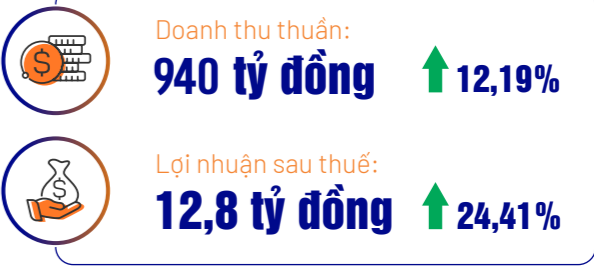 Doanh thu thuần:
940 tỷ đồng 12,19%
Lợi nhuận sau thuế:
12,8 tỷ đồng 24,41%